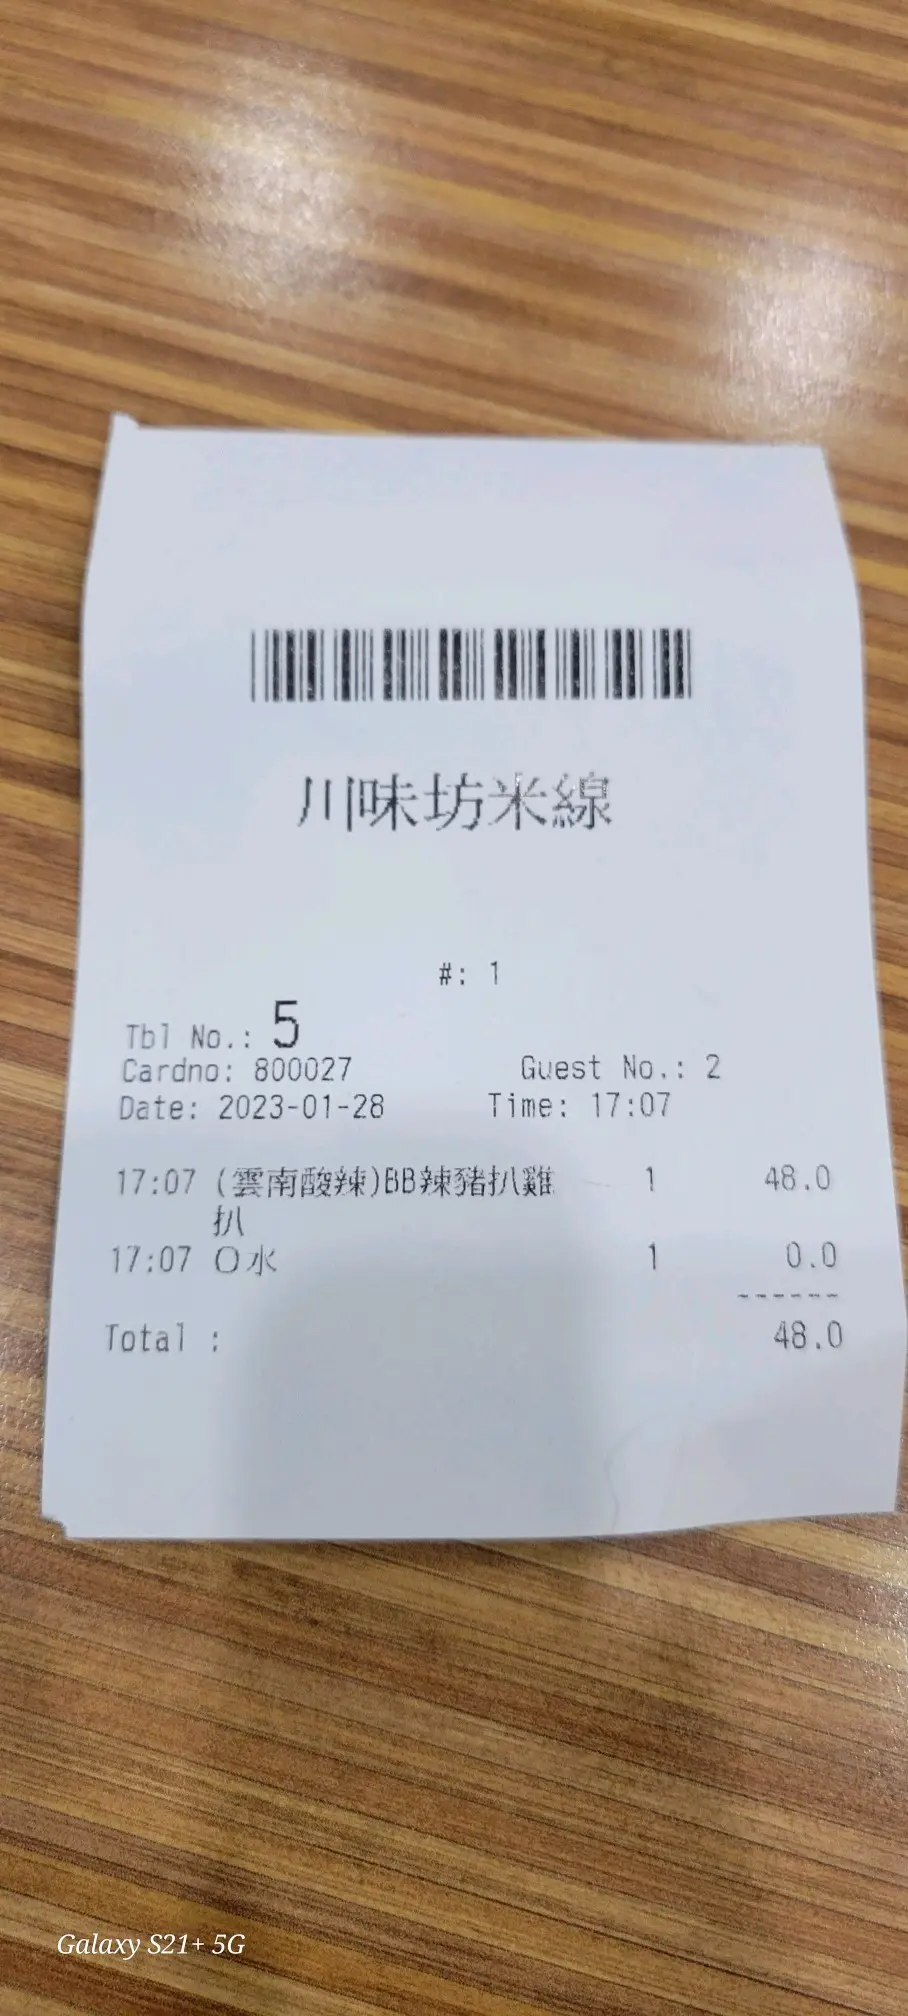 川味坊米線
#: 1
Tbl No.: 5
Cardno: 800027 Guest No.: 2
Date: 2023-01-28 Time: 17:07
17:07 (雲南酸辣)BB辣豬扒雞 1 48.0
扒
17:07 O水 1 0.0
------
Total : 48.0
Galaxy S21+ 5G